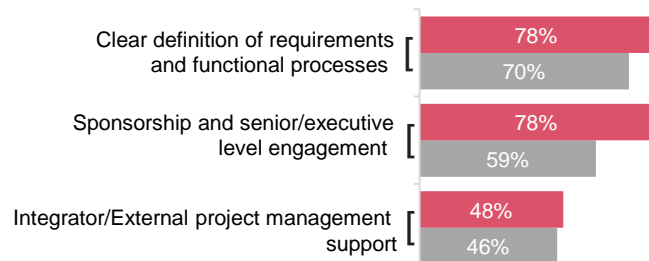 Clear definition of requirements
and functional processes
78%
70%
Sponsorship and senior/executive
level engagement
78%
59%
Integrator/External project management
support
48%
46%